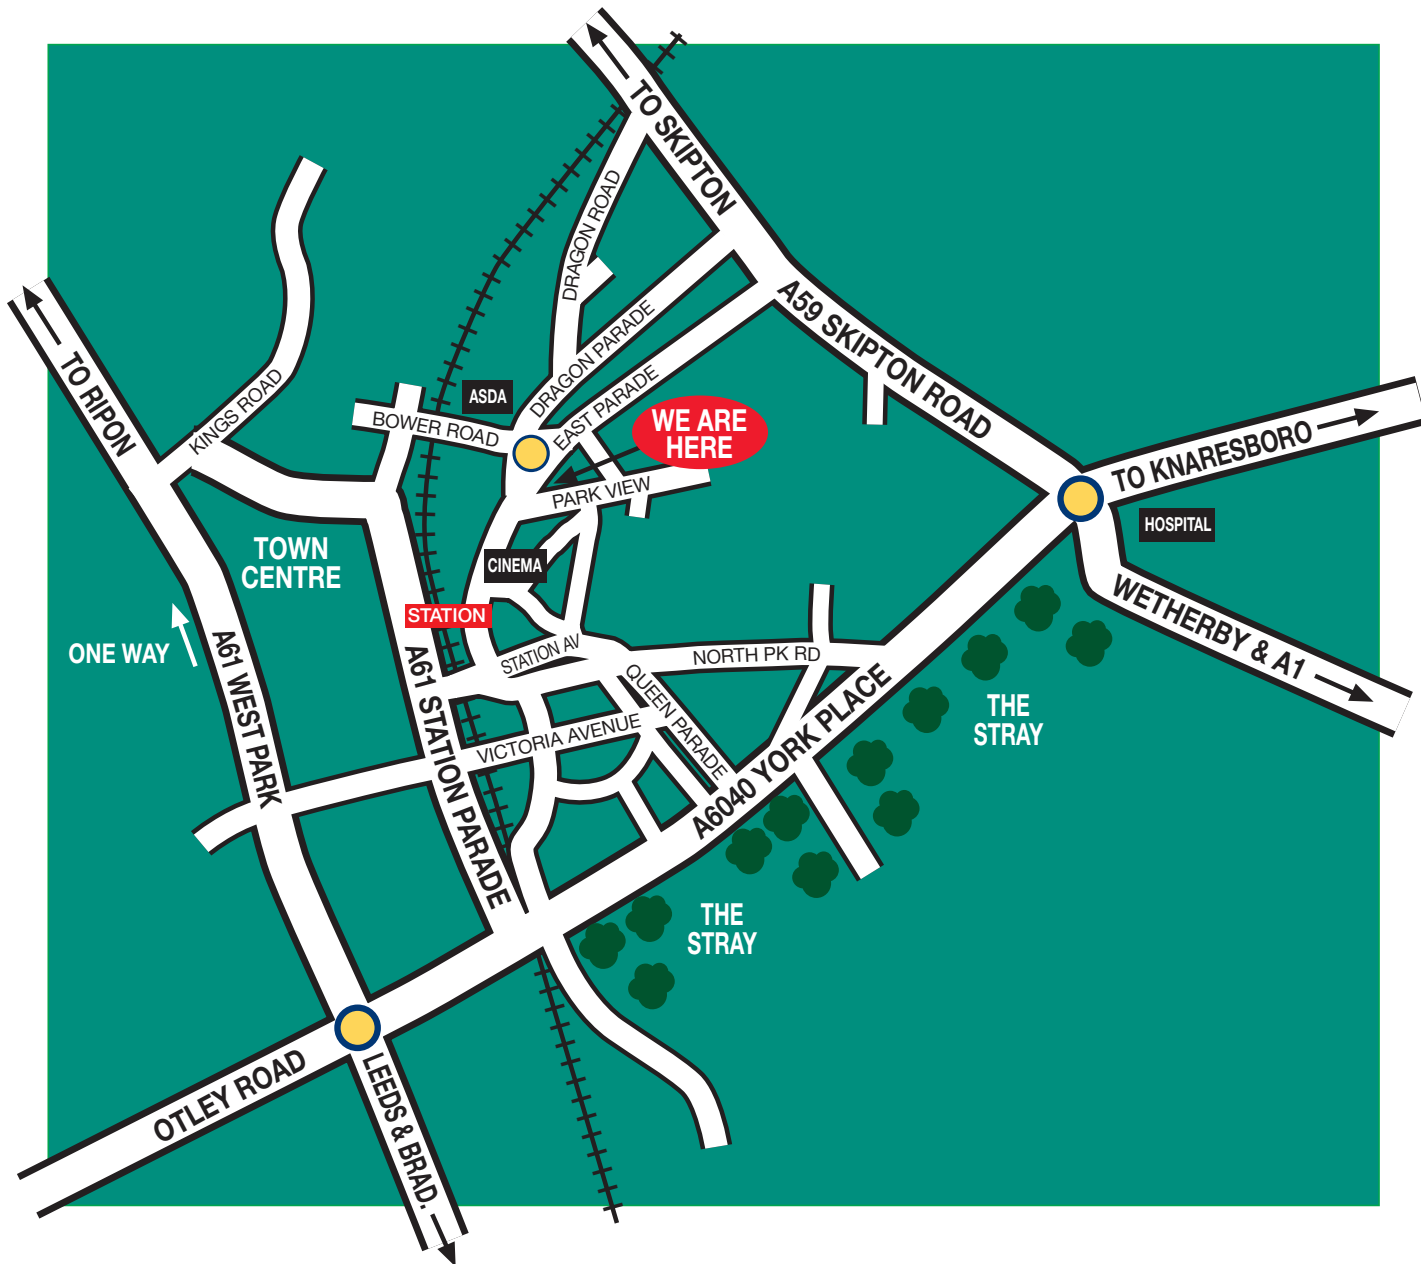 TO SKIPTON
DRAGON ROAD
A59 SKIPTON ROAD
TO RIPON
KINGS ROAD
ASDA
DRAGON PARADE
EAST PARADE
BOWER ROAD
WE ARE
HERE
TO KNARESBORO
PARK VIEW
HOSPITAL
TOWN
CENTRE
CINEMA
STATION
WETHERBY & A1
ONE WAY
A61 WEST PARK
A61 STATION PARADE
STATION AV
NORTH PK RD
QUEEN PARADE
THE
STRAY
VICTORIA AVENUE
A6040 YORK PLACE
THE
STRAY
OTLEY ROAD
LEEDS & BRAD.